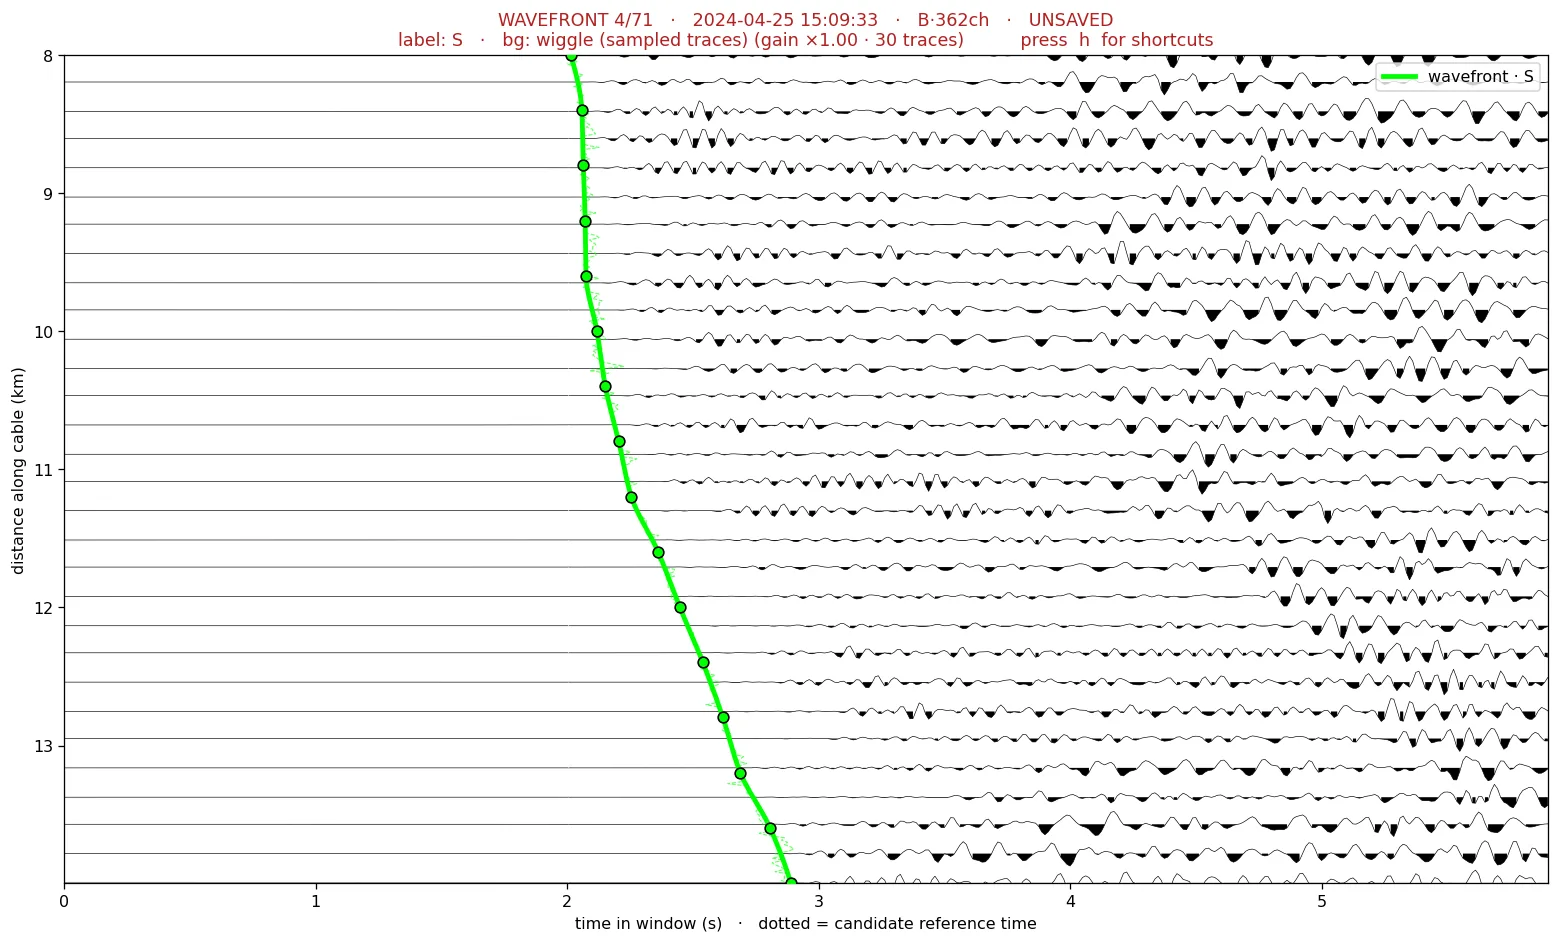 WAVEFRONT 4/71 · 2024-04-25 15:09:33 · B·362ch · UNSAVED
label: S · bg: wiggle (sampled traces) (gain ×1.00 · 30 traces) press h for shortcuts
wavefront · S
distance along cable (km)
8
9
10
11
12
13
0 1 2 3 4 5
time in window (s) · dotted = candidate reference time